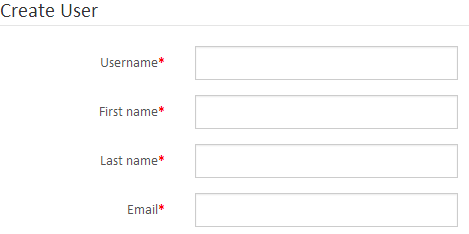 Create User
Username*
First name*
Last name*
Email*